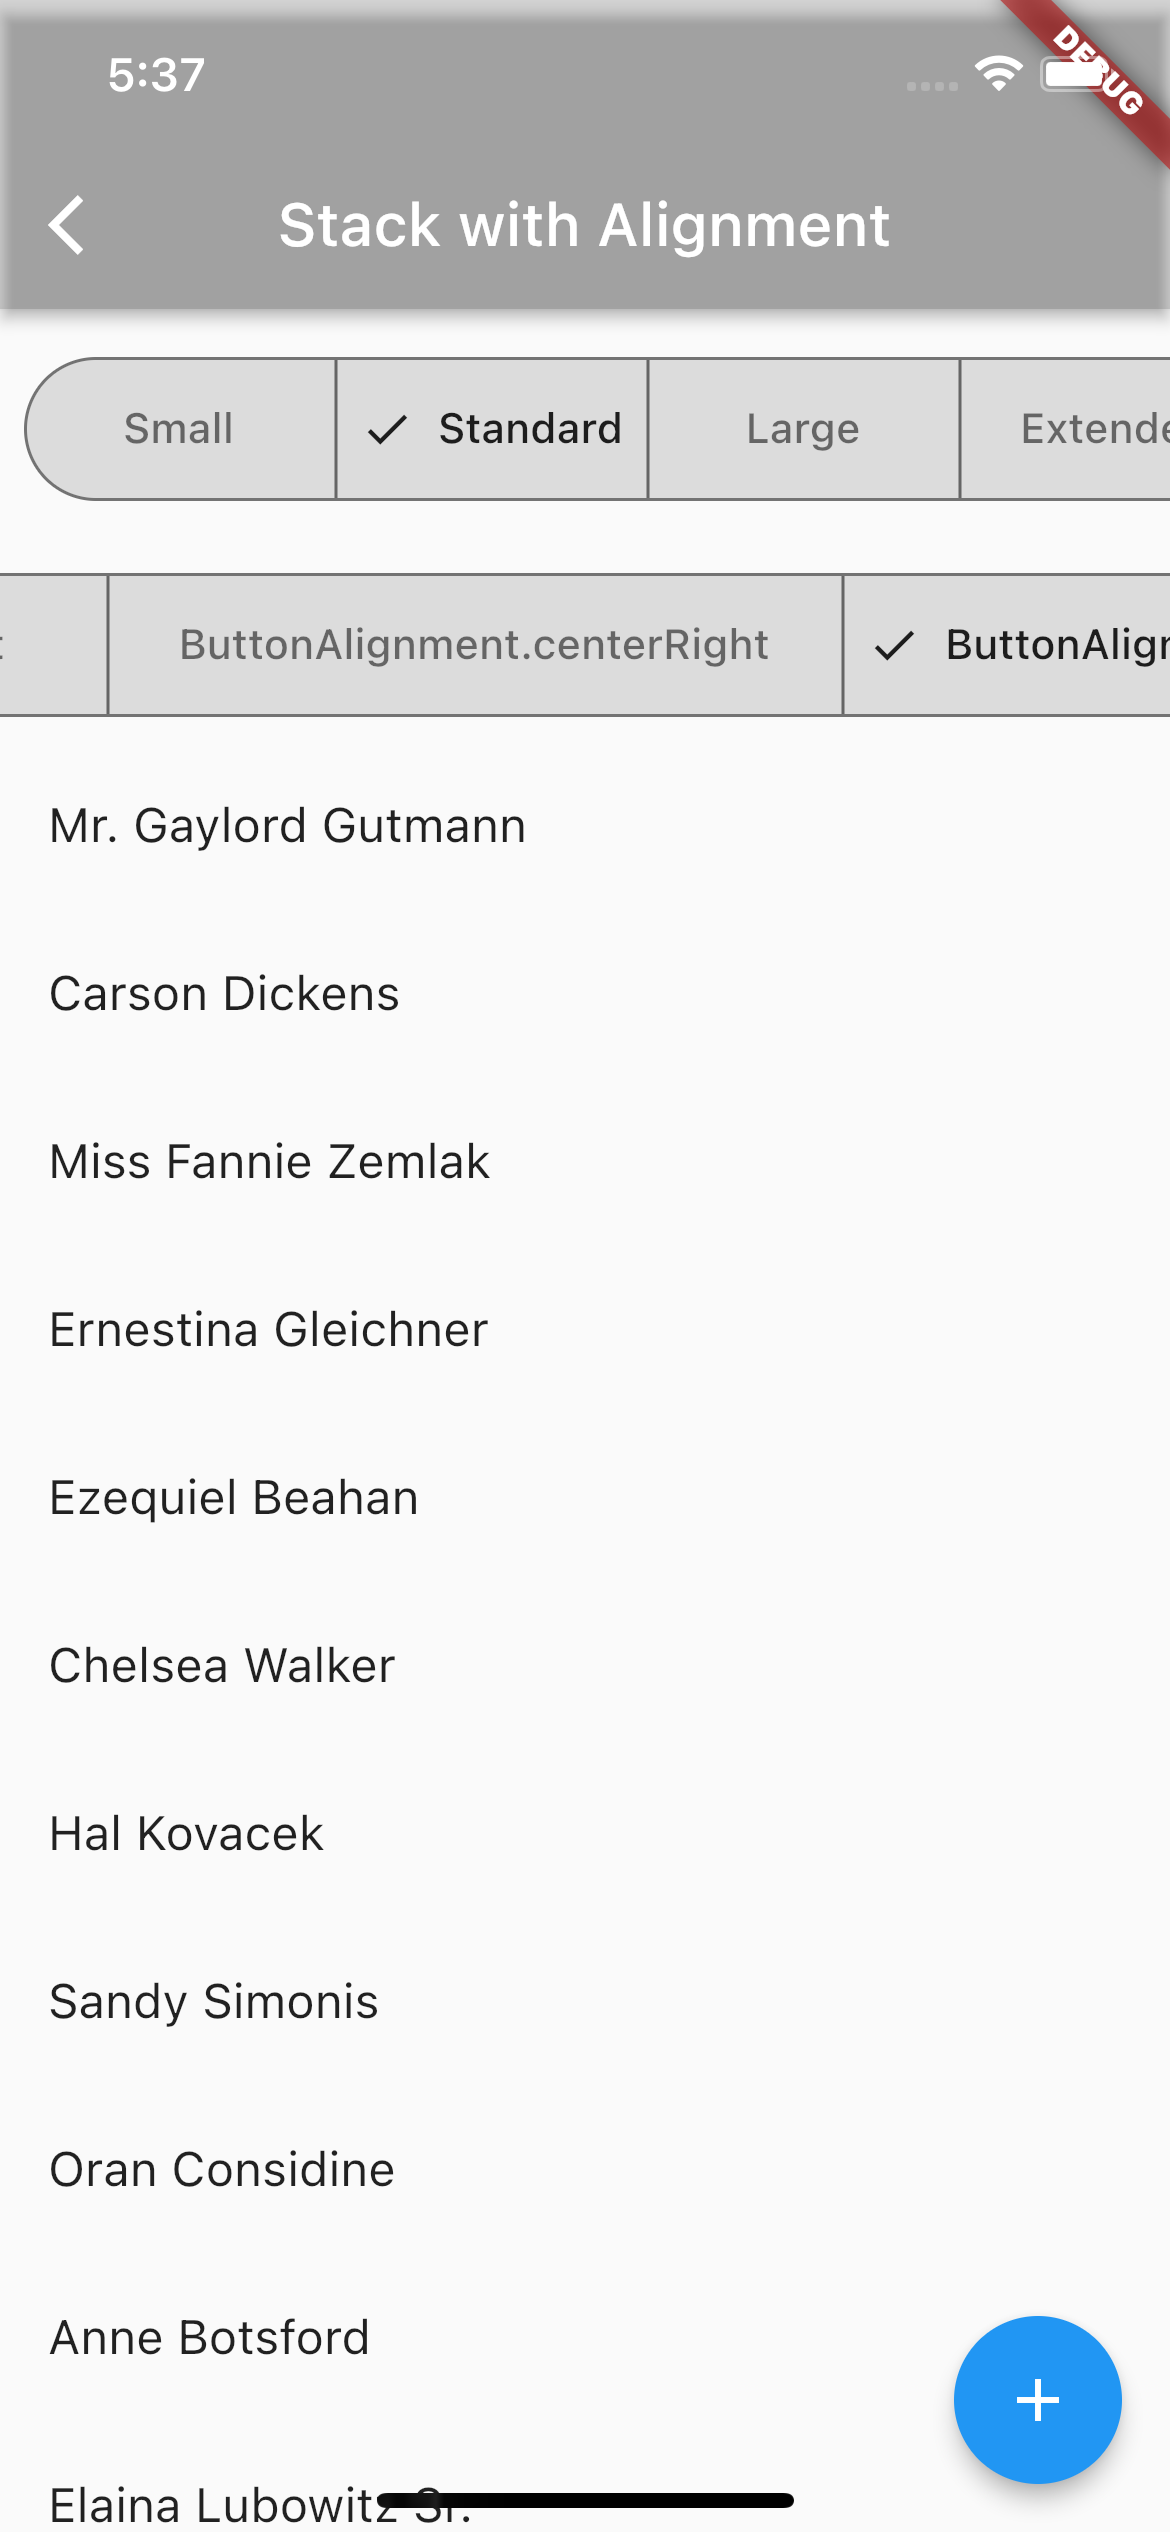 5:37
DEBUG
Stack with Alignment
Small
Standard
Large
Extende
ButtonAlignment.centerRight
ButtonAlign
Mr. Gaylord Gutmann
Carson Dickens
Miss Fannie Zemlak
Ernestina Gleichner
Ezequiel Beahan
Chelsea Walker
Hal Kovacek
Sandy Simonis
Oran Considine
Anne Botsford
Elaina Lubowitz Sr.